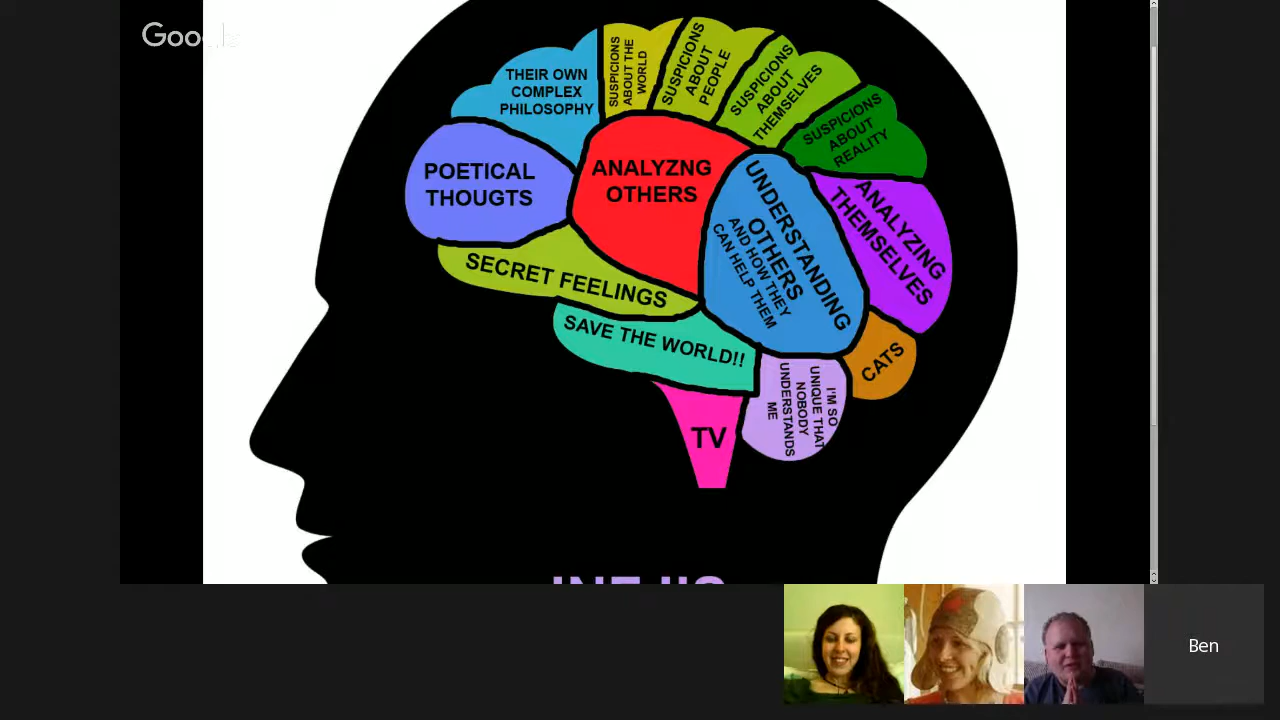 THEIR OWN
COMPLEX
PHILOSOPHY
SUSPICIONS
ABOUT THE
WORLD
SUSPICIONS
ABOUT
PEOPLE
SUSPICIONS
ABOUT
THEMSELVES
SUSPICIONS
ABOUT
REALITY
POETICAL
THOUGTS
ANALYZNG
OTHERS
UNDERSTANDING
OTHERS
AND HOW THEY
CAN HELP THEM
ANALYZING
THEMSELVES
SECRET FEELINGS
SAVE THE WORLD!!
CATS
I'M SO
UNIQUE THAT
NOBODY
UNDERSTANDS
ME
TV
Ben